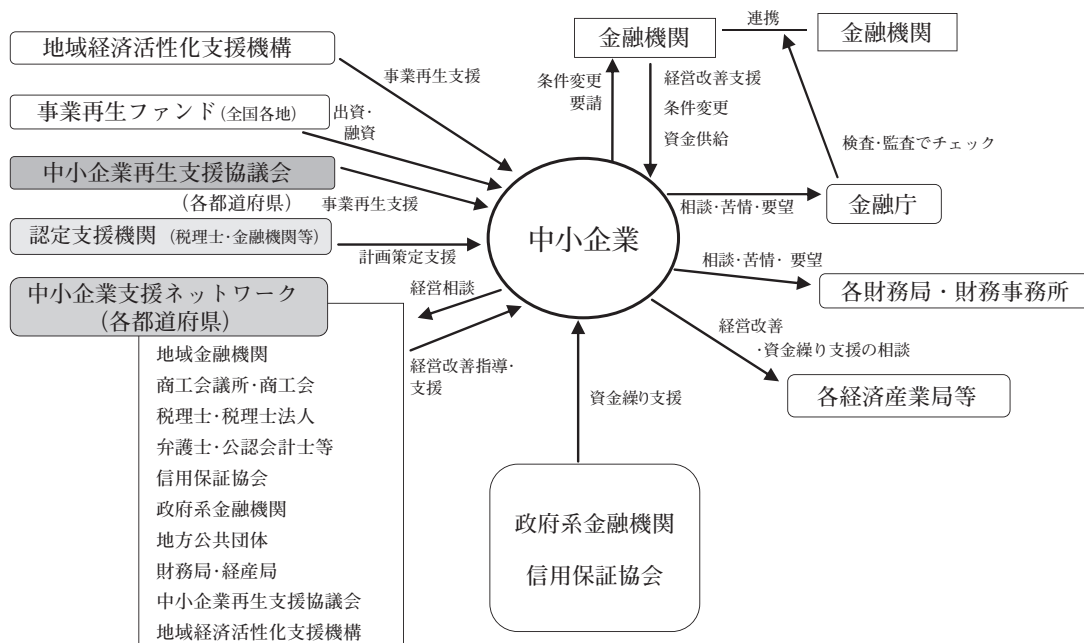 地域経済活性化支援機構
事業再生支援
事業再生ファンド(全国各地)
出資・
融資
中小企業再生支援協議会
(各都道府県)
事業再生支援
認定支援機関 (税理士・金融機関等)
計画策定支援
中小企業支援ネットワーク
(各都道府県)
経営相談
経営改善指導・
支援
地域金融機関
商工会議所・商工会
税理士・税理士法人
弁護士・公認会計士等
信用保証協会
政府系金融機関
地方公共団体
財務局・経産局
中小企業再生支援協議会
地域経済活性化支援機構
中小企業
金融機関
連携
金融機関
条件変更
要請
経営改善支援
条件変更
資金供給
検査・監査でチェック
相談・苦情・要望
金融庁
相談・苦情・ 要望
各財務局・財務事務所
経営改善
・資金繰り支援の相談
各経済産業局等
資金繰り支援
政府系金融機関
信用保証協会